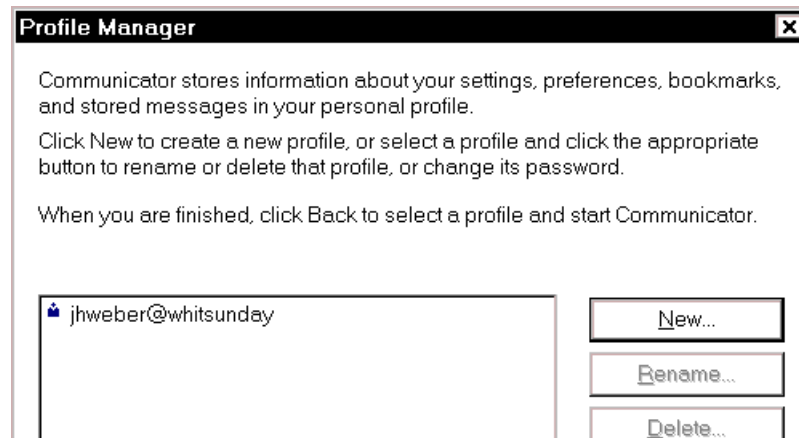 Profile Manager
Communicator stores information about your settings, preferences, bookmarks,
and stored messages in your personal profile.
Click New to create a new profile, or select a profile and click the appropriate
button to rename or delete that profile, or change its password.
When you are finished, click Back to select a profile and start Communicator.
jhweber@whitsunday
New...
Rename...
Delete...